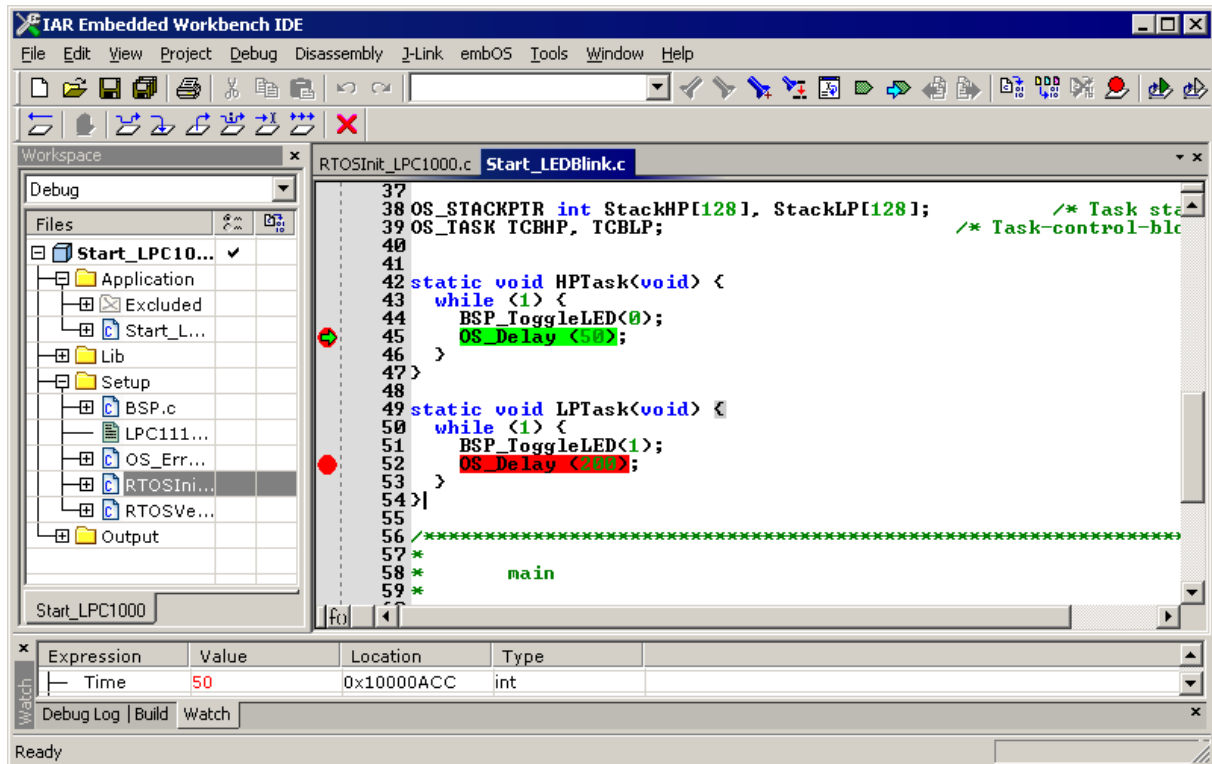 IAR Embedded Workbench IDE
File Edit View Project Debug Disassembly J-Link embOS Tools Window Help
Workspace
RTOSInit_LPC1000.c Start_LEDBlink.c
Debug
Files
Start_LPC10...
Application
Excluded
Start_L...
Lib
Setup
BSP.c
LPC111...
OS_Err...
RTOSIni...
RTOSVe...
Output
Start_LPC1000
37
38 OS_STACKPTR int StackHP[128], StackLP[128]; /* Task sta
39 OS_TASK TCBHP, TCBLP; /* Task-control-blo
40
41
42 static void HPTask(void) {
43 while (1) {
44 BSP_ToggleLED(0);
45 OS_Delay (50);
46 }
47 }
48
49 static void LPTask(void) {
50 while (1) {
51 BSP_ToggleLED(1);
52 OS_Delay (200);
53 }
54 }
55
56 /**********************************************************************
57 *
58 * main
59 *
fo
Expression Value Location Type
Time 50 0x10000ACC int
Watch
Debug Log Build Watch
Ready